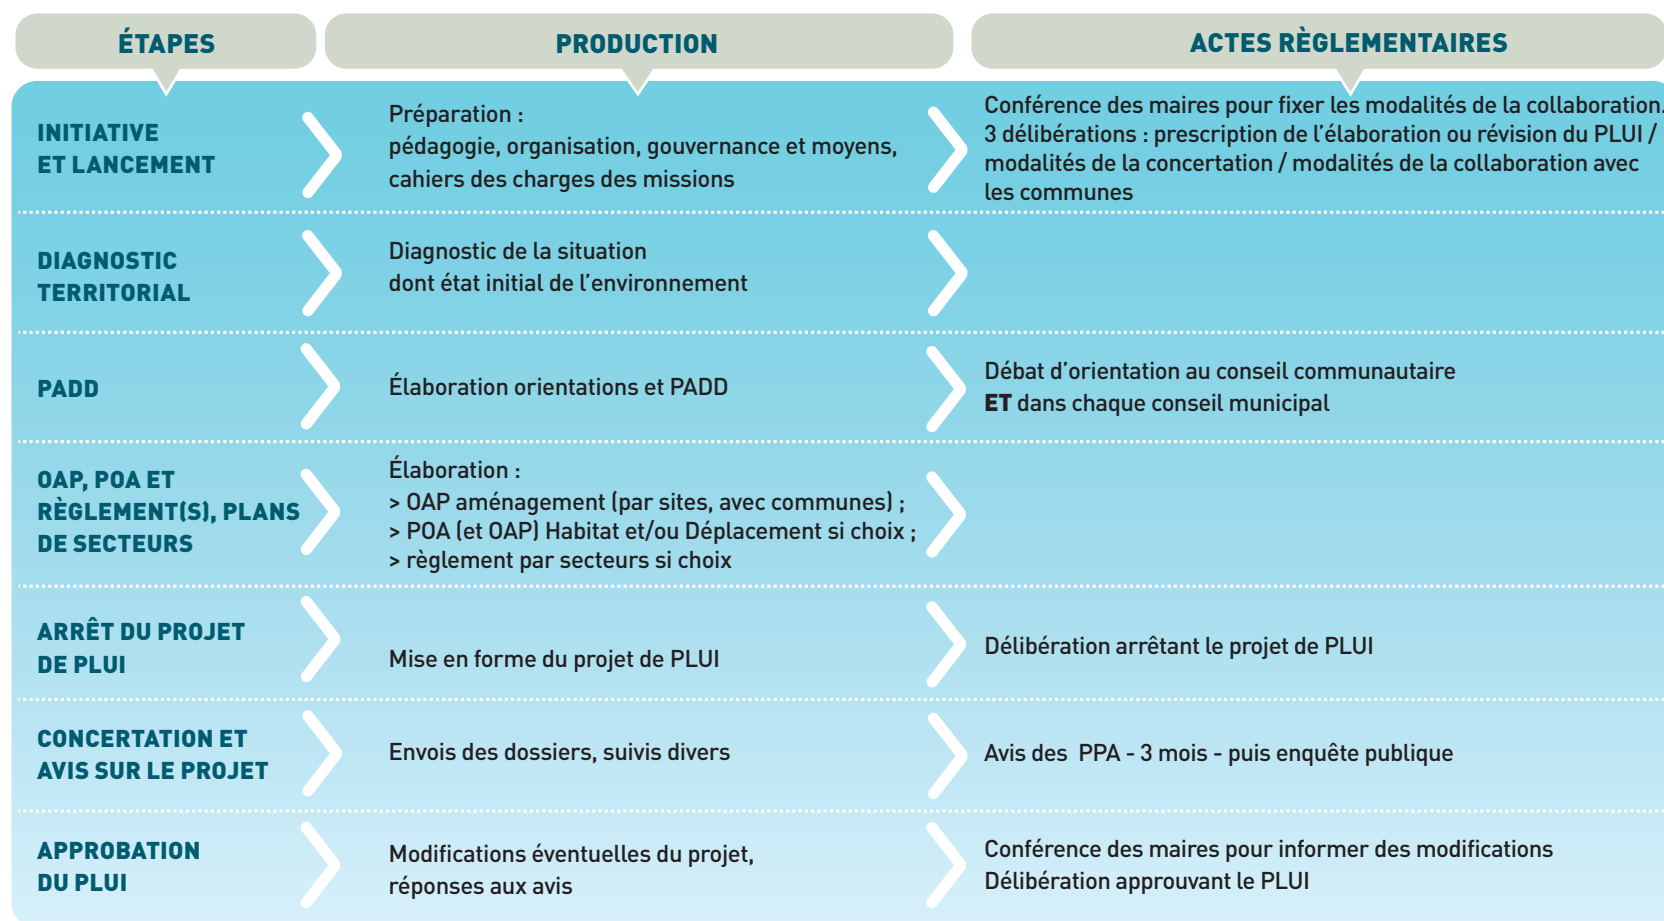 ÉTAPES
PRODUCTION
ACTES RÈGLEMENTAIRES
INITIATIVE
ET LANCEMENT
Préparation :
pédagogie, organisation, gouvernance et moyens,
cahiers des charges des missions
Conférence des maires pour fixer les modalités de la collaboration.
3 délibérations : prescription de l'élaboration ou révision du PLUI /
modalités de la concertation / modalités de la collaboration avec
les communes
DIAGNOSTIC
TERRITORIAL
Diagnostic de la situation
dont état initial de l'environnement
PADD
Élaboration orientations et PADD
Débat d'orientation au conseil communautaire
ET dans chaque conseil municipal
OAP, POA ET
RÈGLEMENT(S), PLANS
DE SECTEURS
Élaboration :
> OAP aménagement (par sites, avec communes) ;
> POA (et OAP) Habitat et/ou Déplacement si choix ;
> règlement par secteurs si choix
ARRÊT DU PROJET
DE PLUI
Mise en forme du projet de PLUI
Délibération arrêtant le projet de PLUI
CONCERTATION ET
AVIS SUR LE PROJET
Envois des dossiers, suivis divers
Avis des  PPA - 3 mois - puis enquête publique
APPROBATION
DU PLUI
Modifications éventuelles du projet,
réponses aux avis
Conférence des maires pour informer des modifications
Délibération approuvant le PLUI